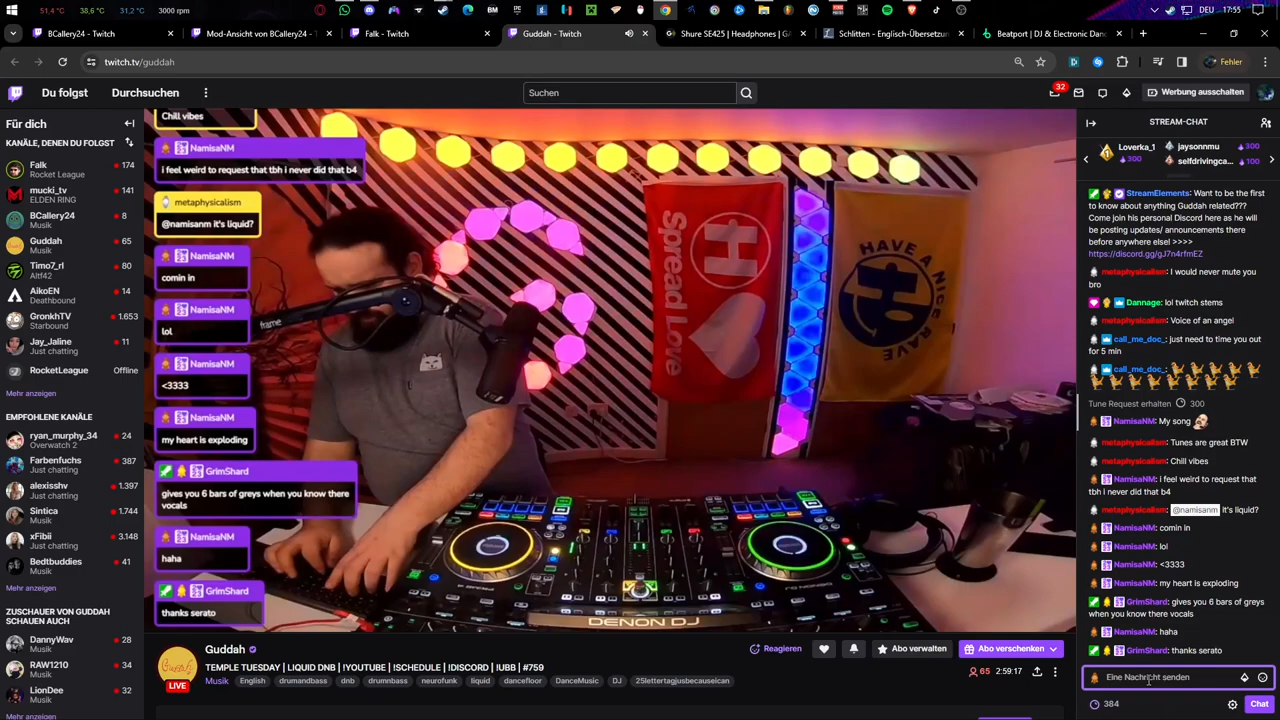 51,4 °C 38,6 °C 31,2 °C 3000 rpm
DEU 17:55
BCallery24 - Twitch
Mod-Ansicht von BCallery24 - T
Falk - Twitch
Guddah - Twitch
Shure SE425 | Headphones | GA
Schlitten - Englisch-Übersetzung
Beatport | DJ & Electronic Danc
twitch.tv/guddah
Fehler
Du folgst
Durchsuchen
Suchen
32
Werbung ausschalten
Für dich
KANÄLE, DENEN DU FOLGST
Falk
174
Rocket League
mucki_tv
141
ELDEN RING
BCallery24
8
Musik
Guddah
65
Musik
Timo7_rl
80
Altf42
AikoEN
14
Deathbound
GronkhTV
1.653
Starbound
Jay_Jaline
11
Just chatting
RocketLeague
Offline
Mehr anzeigen
EMPFOHLENE KANÄLE
ryan_murphy_34
24
Overwatch 2
Farbenfuchs
387
Just chatting
alexisshv
1.397
Just chatting
Sintica
1.744
Musik
xFibii
3.148
Just chatting
Bedtbuddies
41
Musik
Mehr anzeigen
ZUSCHAUER VON GUDDAH SCHAUEN AUCH
DannyWav
28
Musik
RAW1210
34
Musik
LionDee
32
Musik
Chill vibes
NamisaNM
i feel weird to request that tbh i never did that b4
metaphysicalism
@namisanm it's liquid?
NamisaNM
comin in
NamisaNM
lol
NamisaNM
<3333
NamisaNM
my heart is exploding
GrimShard
gives you 6 bars of greys when you know there
vocals
NamisaNM
haha
GrimShard
thanks serato
frame
Spread Love
HAVE A
NICE RAVE
DENON DJ
Guddah
LIVE
Guddah
TEMPLE TUESDAY | LIQUID DNB | !YOUTUBE | !SCHEDULE | !DISCORD | !UBB | #759
Musik English drumandbass dnb drumnbass neurofunk liquid dancefloor DanceMusic DJ 25lettertagjusbecauseican
Reagieren
Abo verwalten
Abo verschenken
65
2:59:17
STREAM-CHAT
Loverka_1
300
jaysonnmu
300
selfdrivingca...
100
StreamElements: Want to be the first
to know about anything Guddah related???
Come join his personal Discord here as he
will be posting updates/ announcements
there before anywhere else! >>>>
https://discord.gg/gJ7n4rfmEZ
metaphysicalism: I would never mute you
bro
Dannage: lol twitch stems
metaphysicalism: Voice of an angel
call_me_doc_: just need to time you out
for 5 min
call_me_doc_:
Tune Request erhalten 300
NamisaNM: My song
metaphysicalism: Tunes are great BTW
metaphysicalism: Chill vibes
NamisaNM: i feel weird to request that
tbh i never did that b4
metaphysicalism: @namisanm it's liquid?
NamisaNM: comin in
NamisaNM: lol
NamisaNM: <3333
NamisaNM: my heart is exploding
GrimShard: gives you 6 bars of greys
when you know there vocals
NamisaNM: haha
GrimShard: thanks serato
Eine Nachricht senden
384
Chat